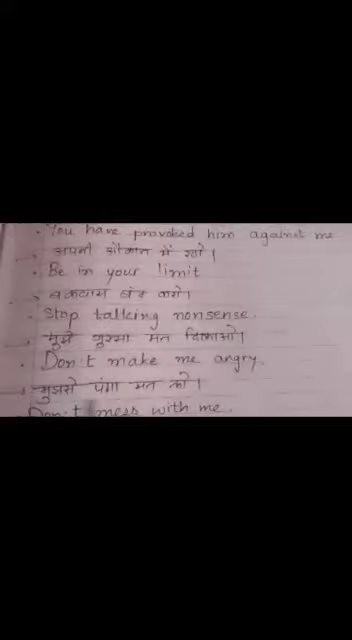 • You have provoked him against me
→ अपनी औकात में रहो।
• Be in your limit
→ बकवास बंद करो।
• Stop talking nonsense.
→ मुझे गुस्सा मत दिलाओ।
• Don't make me angry.
→ मुझसे पंगा मत लो।
Don't mess with me.